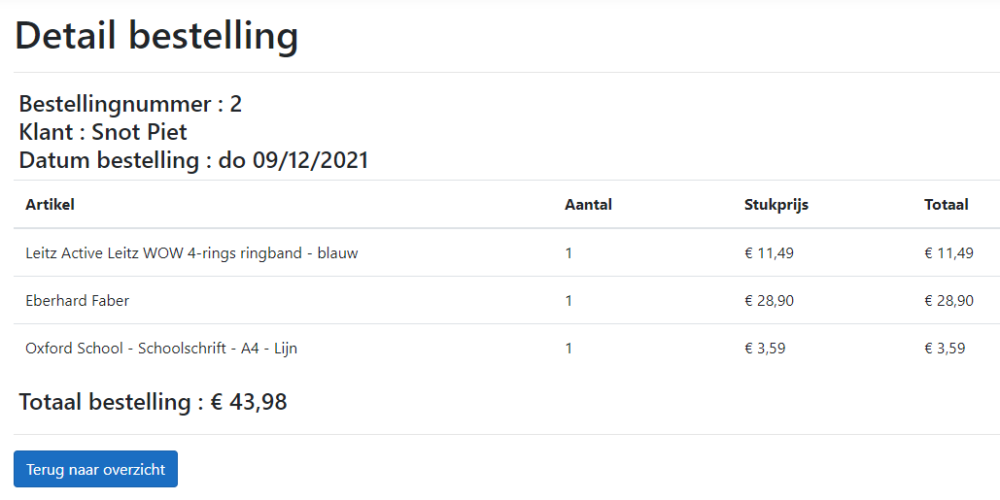 Detail bestelling
Bestellingnummer : 2
Klant : Snot Piet
Datum bestelling : do 09/12/2021
Artikel Aantal Stukprijs Totaal
Leitz Active Leitz WOW 4-rings ringband - blauw 1 € 11,49 € 11,49
Eberhard Faber 1 € 28,90 € 28,90
Oxford School - Schoolschrift - A4 - Lijn 1 € 3,59 € 3,59
Totaal bestelling : € 43,98
Terug naar overzicht